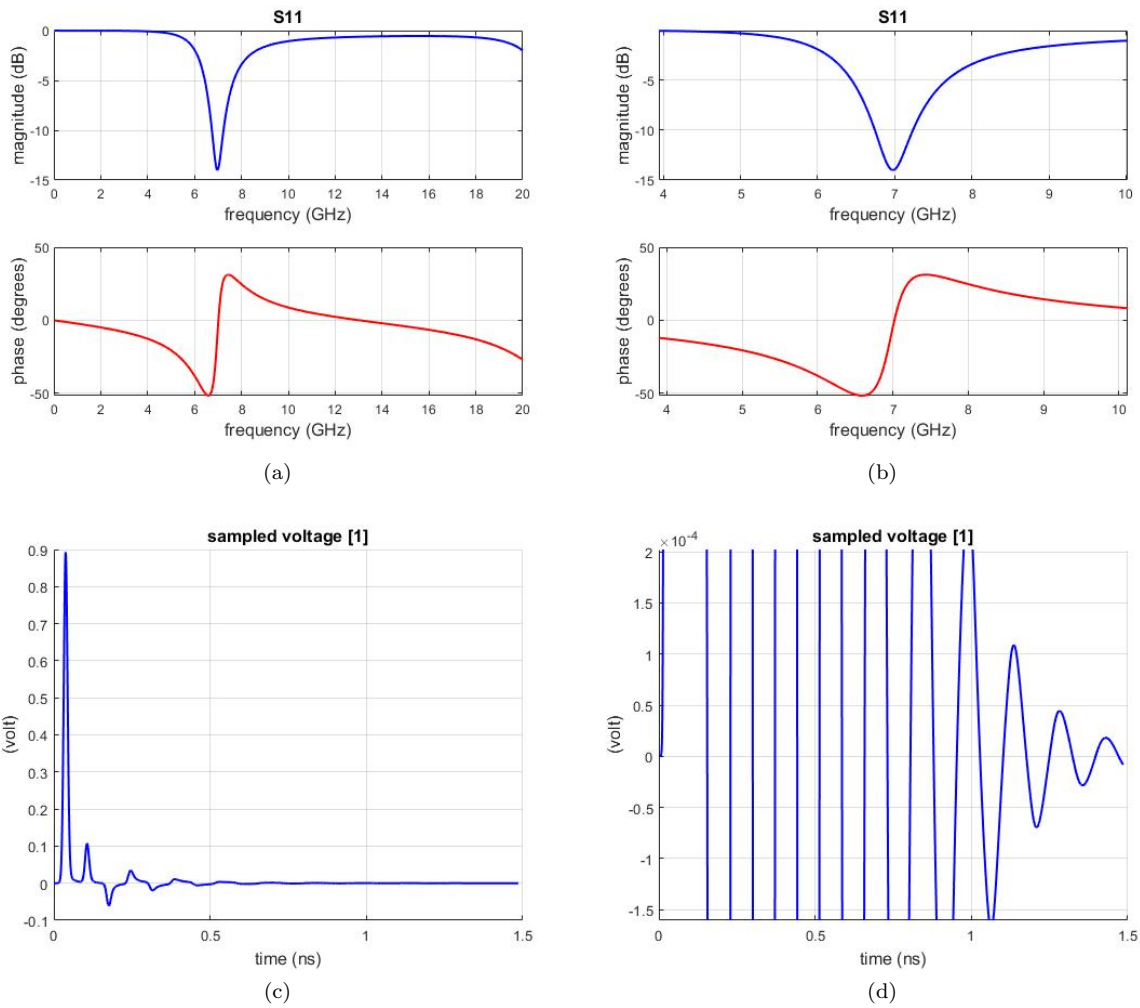 S11
magnitude (dB)
0
-5
-10
-15
0 2 4 6 8 10 12 14 16 18 20
frequency (GHz)
phase (degrees)
50
0
-50
0 2 4 6 8 10 12 14 16 18 20
frequency (GHz)
(a)
S11
magnitude (dB)
0
-5
-10
-15
4 5 6 7 8 9 10
frequency (GHz)
phase (degrees)
50
0
-50
4 5 6 7 8 9 10
frequency (GHz)
(b)
sampled voltage [1]
(volt)
0.9
0.8
0.7
0.6
0.5
0.4
0.3
0.2
0.1
0
-0.1
0 0.5 1 1.5
time (ns)
(c)
sampled voltage [1]
× 10^-4
(volt)
2
1.5
1
0.5
0
-0.5
-1
-1.5
0 0.5 1 1.5
time (ns)
(d)